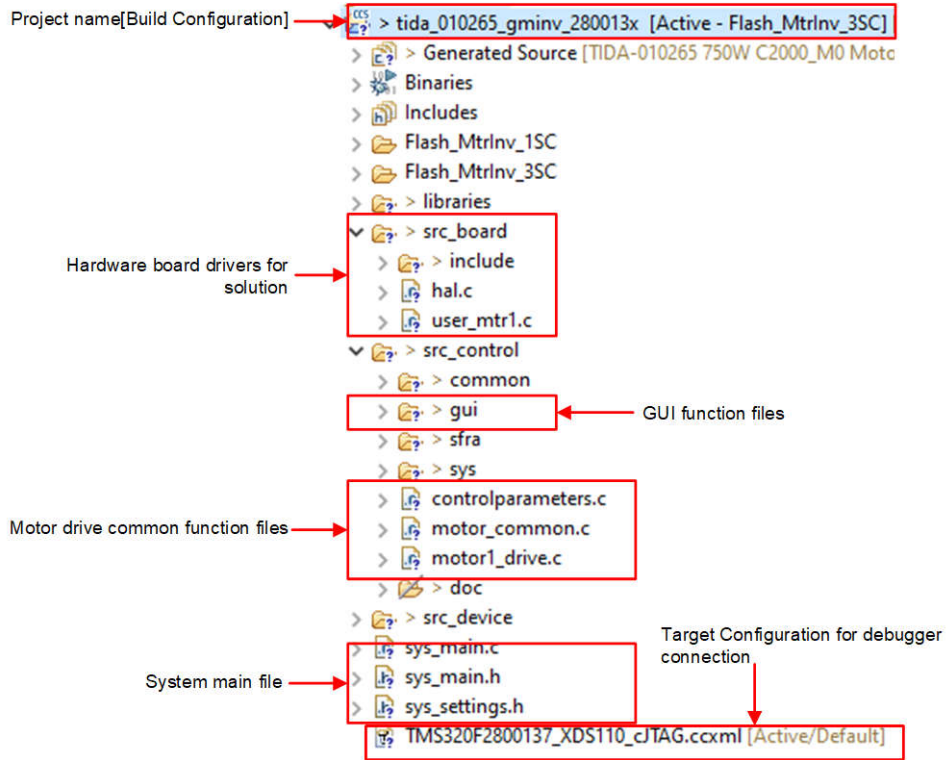 Project name[Build Configuration]
CCS > tida_010265_gminv_280013x [Active - Flash_MtrInv_3SC]
> > Generated Source [TIDA-010265 750W C2000_M0 Moto
> Binaries
> Includes
> Flash_MtrInv_1SC
> Flash_MtrInv_3SC
> > libraries
> src_board
Hardware board drivers for
solution
> > include
> hal.c
> user_mtr1.c
> src_control
> > common
> > gui
GUI function files
> > sfra
> > sys
Motor drive common function files
> controlparameters.c
> motor_common.c
> motor1_drive.c
> > doc
> > src_device
Target Configuration for debugger
connection
System main file
> sys_main.c
> sys_main.h
> sys_settings.h
TMS320F2800137_XDS110_cJTAG.ccxml [Active/Default]